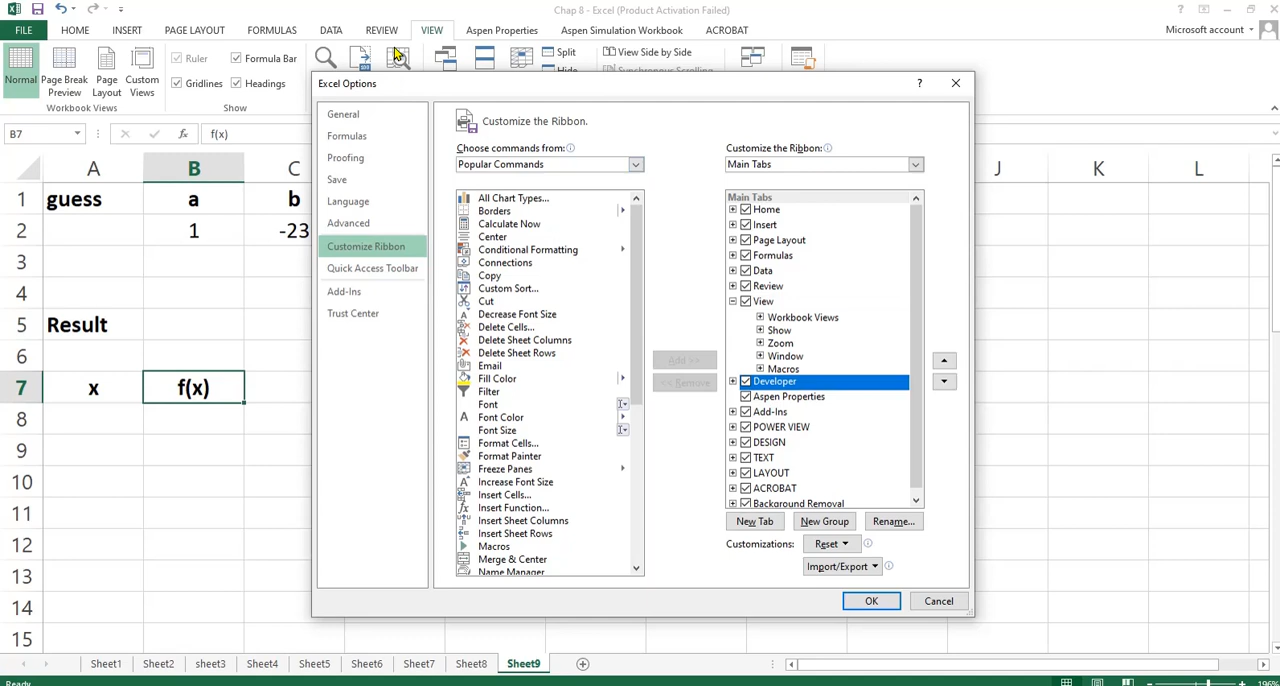 Chap 8 - Excel (Product Activation Failed)
FILE HOME INSERT PAGE LAYOUT FORMULAS DATA REVIEW VIEW Aspen Properties Aspen Simulation Workbook ACROBAT Microsoft account
Normal
Page Break Preview
Page Layout
Custom Views
Workbook Views
Ruler
Formula Bar
Gridlines
Headings
Show
100
Split
Hide
View Side by Side
Synchronous Scrolling
B7
fx
f(x)
A B C J K L
1 guess a b
2 1 -23
3
4
5 Result
6
7 x f(x)
8
9
10
11
12
13
14
15
Excel Options
?
General
Formulas
Proofing
Save
Language
Advanced
Customize Ribbon
Quick Access Toolbar
Add-Ins
Trust Center
Customize the Ribbon.
Choose commands from:
Popular Commands
All Chart Types...
Borders
Calculate Now
Center
Conditional Formatting
Connections
Copy
Custom Sort...
Cut
Decrease Font Size
Delete Cells...
Delete Sheet Columns
Delete Sheet Rows
Email
Fill Color
Filter
Font
Font Color
Font Size
Format Cells...
Format Painter
Freeze Panes
Increase Font Size
Insert Cells...
Insert Function...
Insert Sheet Columns
Insert Sheet Rows
Macros
Merge & Center
Name Manager
Add >>
<< Remove
Customize the Ribbon:
Main Tabs
Main Tabs
Home
Insert
Page Layout
Formulas
Data
Review
View
Workbook Views
Show
Zoom
Window
Macros
Developer
Aspen Properties
Add-Ins
POWER VIEW
DESIGN
TEXT
LAYOUT
ACROBAT
Background Removal
New Tab New Group Rename...
Customizations: Reset
Import/Export
OK Cancel
Sheet1 Sheet2 sheet3 Sheet4 Sheet5 Sheet6 Sheet7 Sheet8 Sheet9
Ready
196%